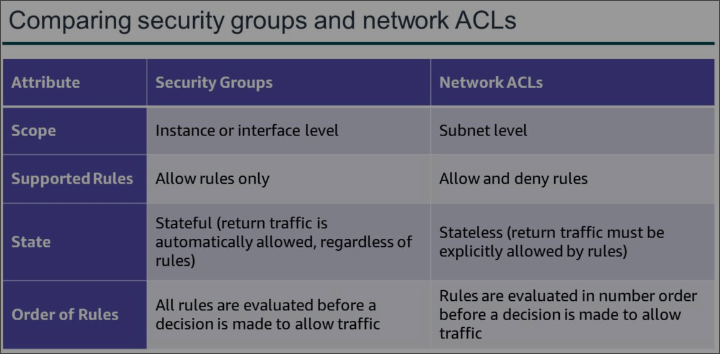 Comparing security groups and network ACLs
Attribute
Security Groups
Network ACLs
Scope
Instance or interface level
Subnet level
Supported Rules
Allow rules only
Allow and deny rules
State
Stateful (return traffic is
automatically allowed, regardless of
rules)
Stateless (return traffic must be
explicitly allowed by rules)
Order of Rules
All rules are evaluated before a
decision is made to allow traffic
Rules are evaluated in number order
before a decision is made to allow
traffic